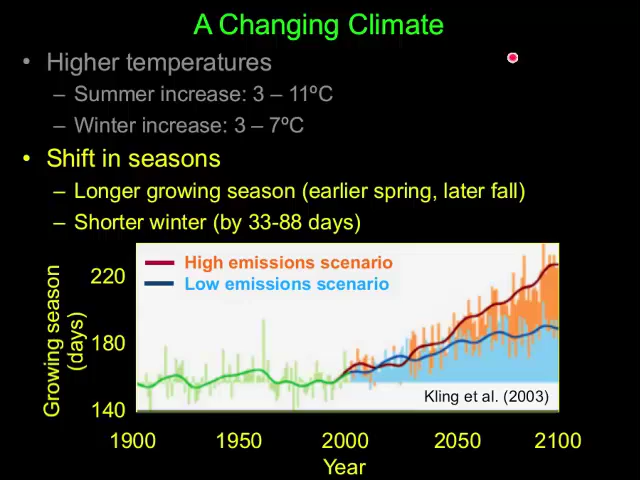 A Changing Climate
• Higher temperatures
– Summer increase: 3 – 11ºC
– Winter increase: 3 – 7ºC
• Shift in seasons
– Longer growing season (earlier spring, later fall)
– Shorter winter (by 33-88 days)
High emissions scenario
Low emissions scenario
Growing season
(days)
220
180
140
Kling et al. (2003)
1900 1950 2000 2050 2100
Year